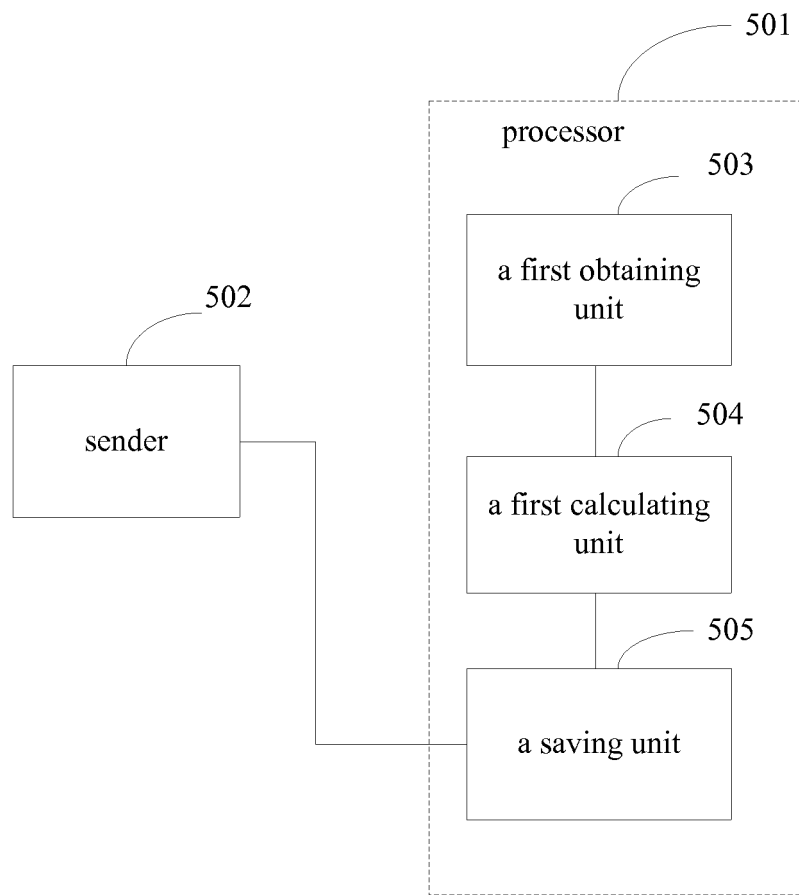 501
processor
503
a first obtaining
unit
502
sender
504
a first calculating
unit
505
a saving unit